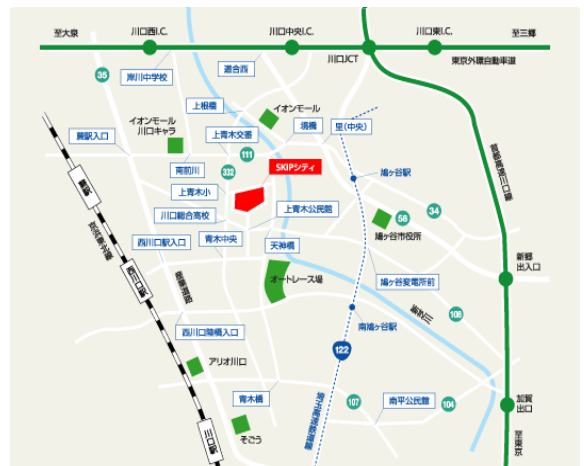 至大泉
川口西I.C.
川口中央I.C.
川口東I.C.
至三郷
川口JCT
東京外環自動車道
岸川中学校
道合西
35
上根橋
イオンモール
イオンモール
川口キャラ
蕨駅入口
上青木交番
境橋
里(中央)
首都高速川口線
111
南前川
332
SKIPシティ
鳩ヶ谷駅
蕨駅
上青木小
川口総合高校
上青木公民館
58
34
鳩ヶ谷市役所
京浜東北線
西川口駅入口
青木中央
天神橋
新郷
出入口
西川口駅
産業道路
オートレース場
鳩ヶ谷変電所前
106
南鳩ヶ谷駅
西川口陸橋入口
122
アリオ川口
青木橋
107
南平公民館
104
加賀
出口
埼玉高速鉄道線
そごう
川口駅
至東京